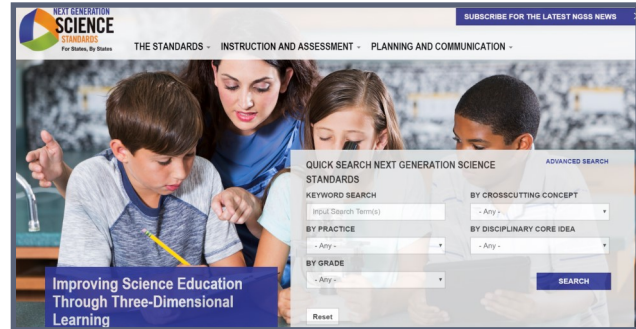 NEXT GENERATION
SCIENCE
STANDARDS
For States, By States
SUBSCRIBE FOR THE LATEST NGSS NEWS
THE STANDARDS INSTRUCTION AND ASSESSMENT PLANNING AND COMMUNICATION
QUICK SEARCH NEXT GENERATION SCIENCE
STANDARDS
ADVANCED SEARCH
KEYWORD SEARCH
BY CROSSCUTTING CONCEPT
Input Search Term(s)
- Any -
BY PRACTICE
BY DISCIPLINARY CORE IDEA
- Any -
- Any -
BY GRADE
- Any -
SEARCH
Reset
Improving Science Education
Through Three-Dimensional
Learning